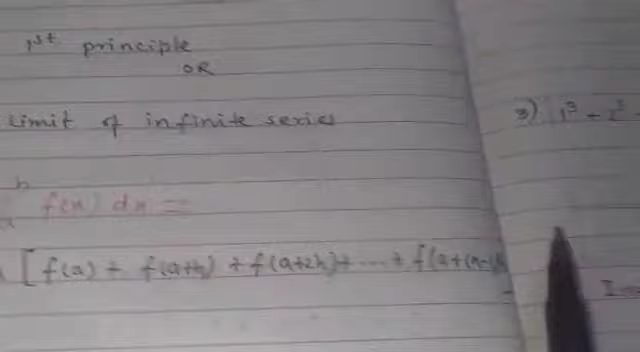 1st principle
OR
Limit of infinite series
b
f(x) dx =
[ f(a) + f(a+h) + f(a+2h)+ ... + f(a+(n-1)h
3) 1³ + 2³